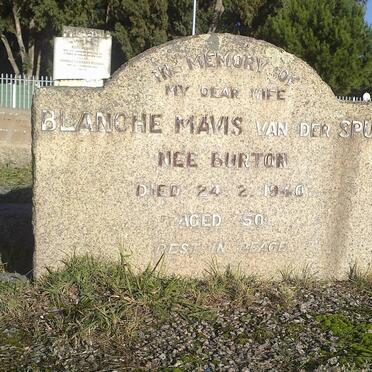 IN MEMORY OF
MY DEAR WIFE
BLANCHE MAVIS VAN DER SPU
NEE BURTON
DIED 24. 2. 1940
AGED 50
REST IN PEACE